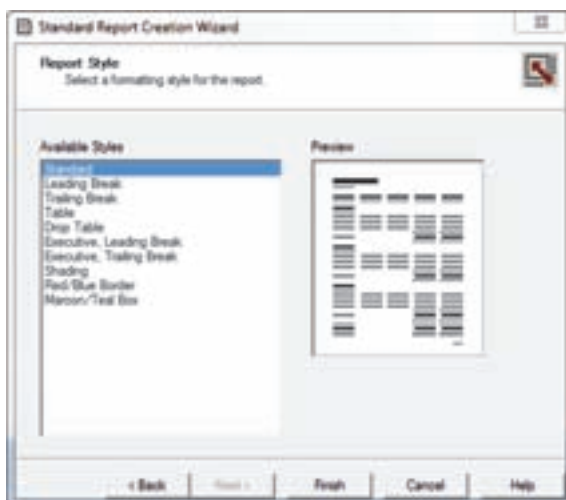 Standard Report Creation Wizard
Report Style
Select a formatting style for the report.
Available Styles
Preview
Standard
Leading Break
Trailing Break
Table
Drop Table
Executive, Leading Break
Executive, Trailing Break
Shading
Red/Blue Border
Maroon/Teal Box
< Back
Next >
Finish
Cancel
Help